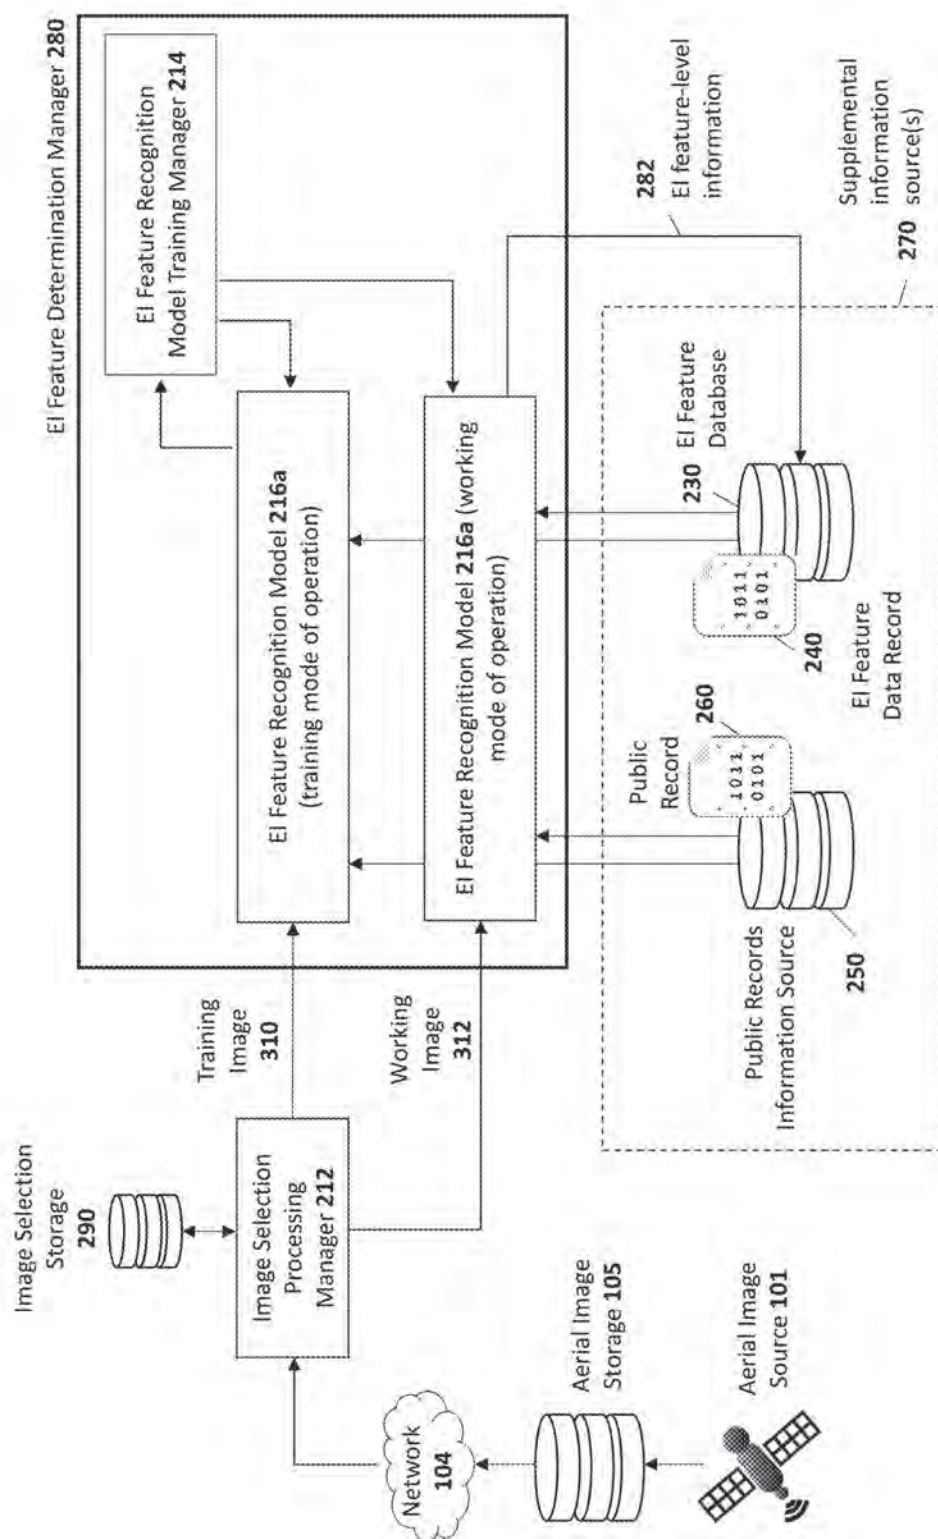 EI Feature Determination Manager 280
EI Feature Recognition
Model Training Manager 214
Image Selection
Storage
290
Training
Image
310
EI Feature Recognition Model 216a
(training mode of operation)
Image Selection
Processing
Manager 212
Working
Image
312
EI Feature Recognition Model 216a (working
mode of operation)
Network
104
282
EI feature-level
information
Aerial Image
Storage 105
Public
Record
260
230
EI Feature
Database
Supplemental
information
source(s)
270
1011
0101
1011
0101
Public Records
Information Source
250
240
EI Feature
Data Record
Aerial Image
Source 101